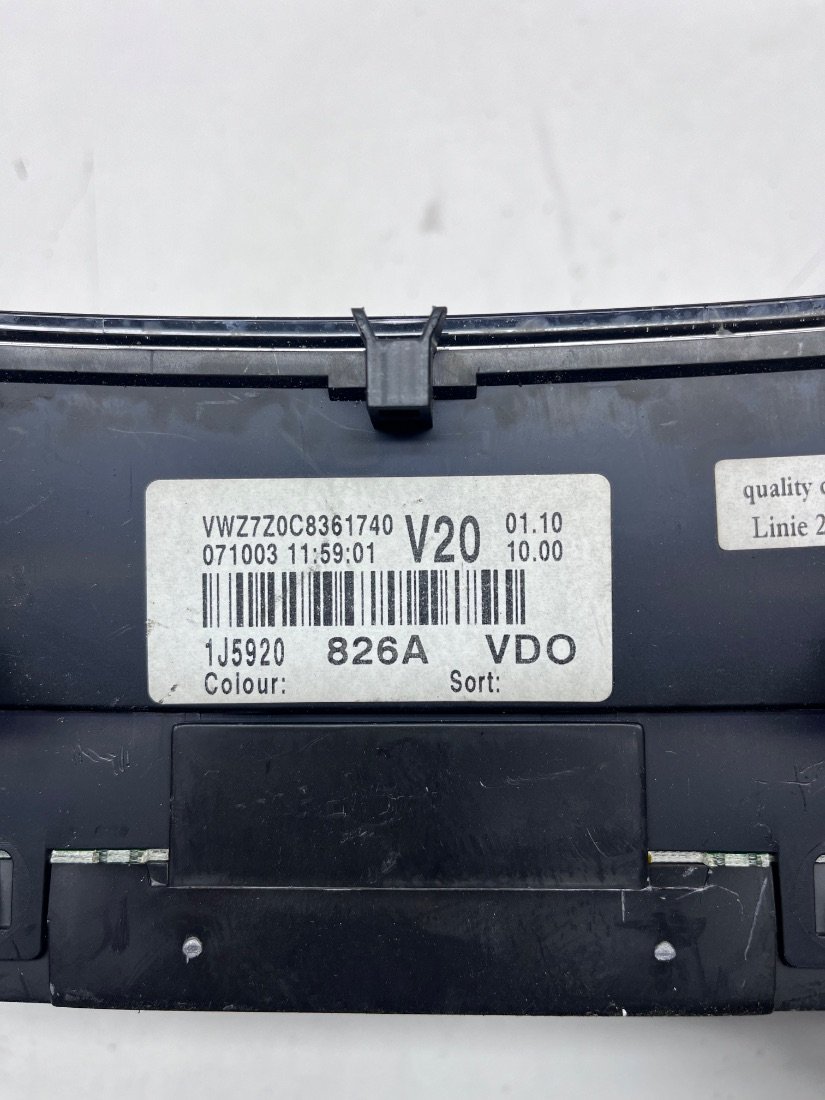 VWZ7Z0C8361740 V20 01.10
071003 11:59:01 10.00
1J5920 826A VDO
Colour: Sort:
quality
Linie 2